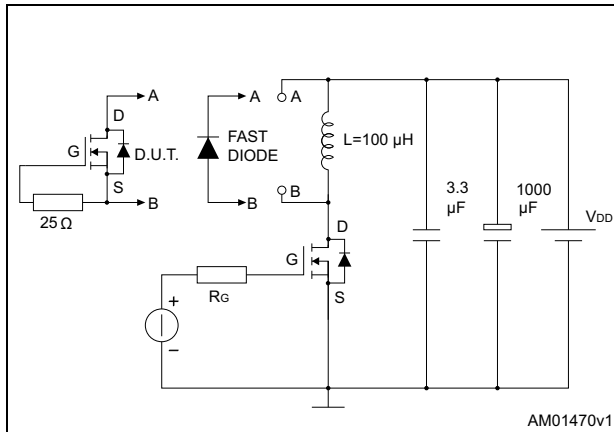 A
D
G
D.U.T.
S
B
25 Ω
A
FAST
DIODE
B
A
L=100 µH
B
D
G
S
RG
+
−
3.3
µF
1000
µF
VDD
AM01470v1